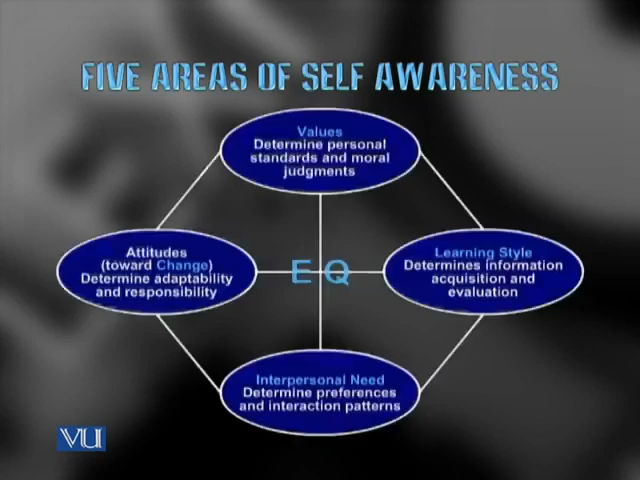 FIVE AREAS OF SELF AWARENESS
Values
Determine personal
standards and moral
judgments
Attitudes
(toward Change)
Determine adaptability
and responsibility
E Q
Learning Style
Determines information
acquisition and
evaluation
Interpersonal Need
Determine preferences
and interaction patterns
VU